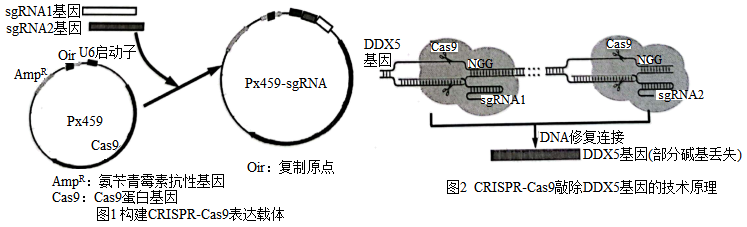 sgRNA1基因
sgRNA2基因
Oir U6启动子
Ampᴿ
Px459
Cas9
Px459-sgRNA
Ampᴿ：氨苄青霉素抗性基因
Cas9：Cas9蛋白基因
Oir：复制原点
图1 构建CRISPR-Cas9表达载体
DDX5
基因
Cas9
NGG
sgRNA1
Cas9
NGG
sgRNA2
DNA修复连接
DDX5基因(部分碱基丢失)
图2 CRISPR-Cas9敲除DDX5基因的技术原理